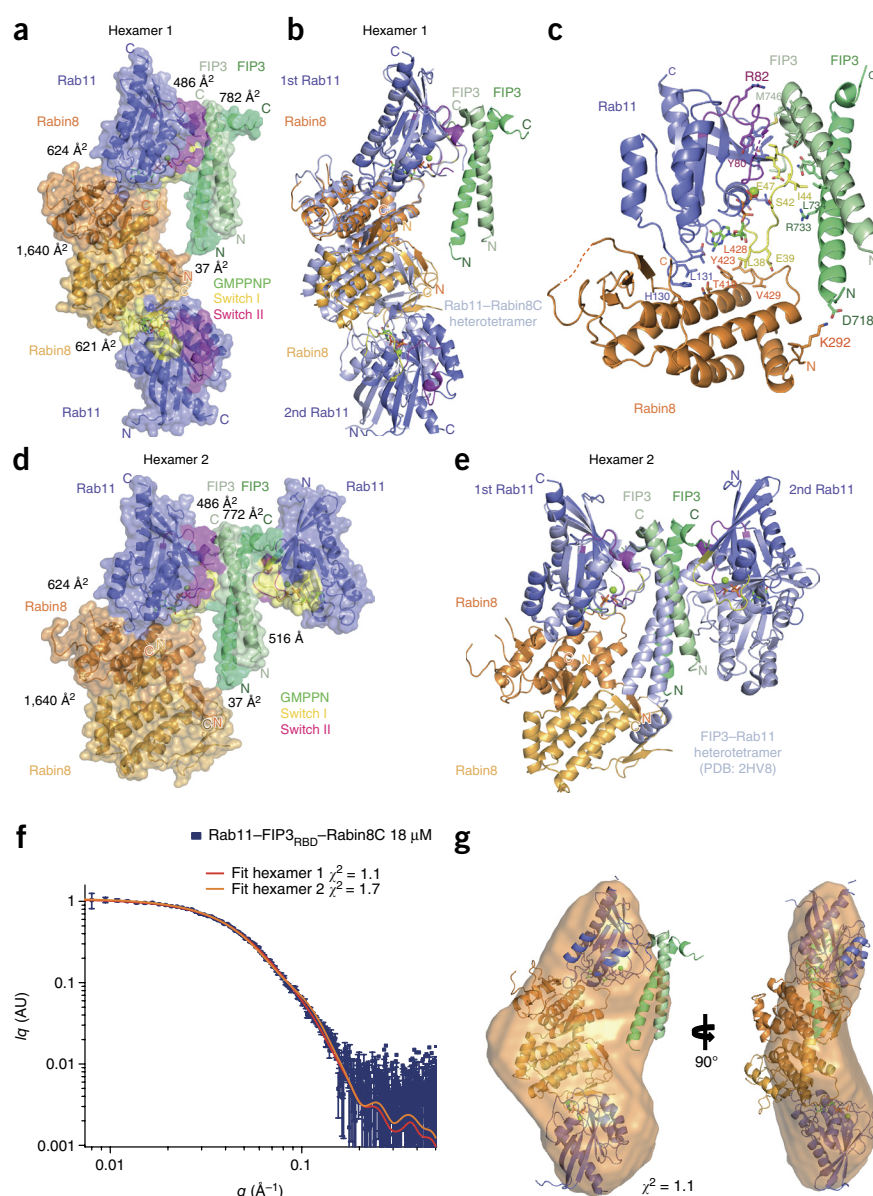 a
Hexamer 1
C
Rab11
486 Å2
FIP3
C
FIP3
782 Å2
C
Rabin8
624 Å2
1,640 Å2
N
N
37 Å2
N
GMPPNP
Switch I
Switch II
621 Å2
Rabin8
Rab11
N
C
b
Hexamer 1
C
1st Rab11
FIP3
C
FIP3
C
Rabin8
C
N
N
N
C
N
Rab11–Rabin8C
heterotetramer
Rabin8
2nd Rab11
N
C
c
FIP3
FIP3
C
C
R82
M746
Rab11
Y80
E47
I44
S42
R733
L428
Y423
L38
E39
C
L131
H130
V429
N
D718
K292
N
Rabin8
d
Hexamer 2
C
Rab11
FIP3
FIP3
N
Rab11
486 Å2
772 Å2
C
C
C
624 Å2
Rabin8
516 Å
C
N
N
N
1,640 Å2
37 Å2
C
N
GMPPN
Switch I
Switch II
Rabin8
e
Hexamer 2
C
1st Rab11
FIP3
FIP3
N
2nd Rab11
C
C
C
Rabin8
C
N
N
N
C
N
Rabin8
FIP3–Rab11
heterotetramer
(PDB: 2HV8)
f
Rab11–FIP3RBD–Rabin8C 18 μM
Fit hexamer 1 χ2 = 1.1
Fit hexamer 2 χ2 = 1.7
1
0.1
0.01
0.001
Iq (AU)
0.01
0.1
q (Å–1)
g
90°
χ2 = 1.1